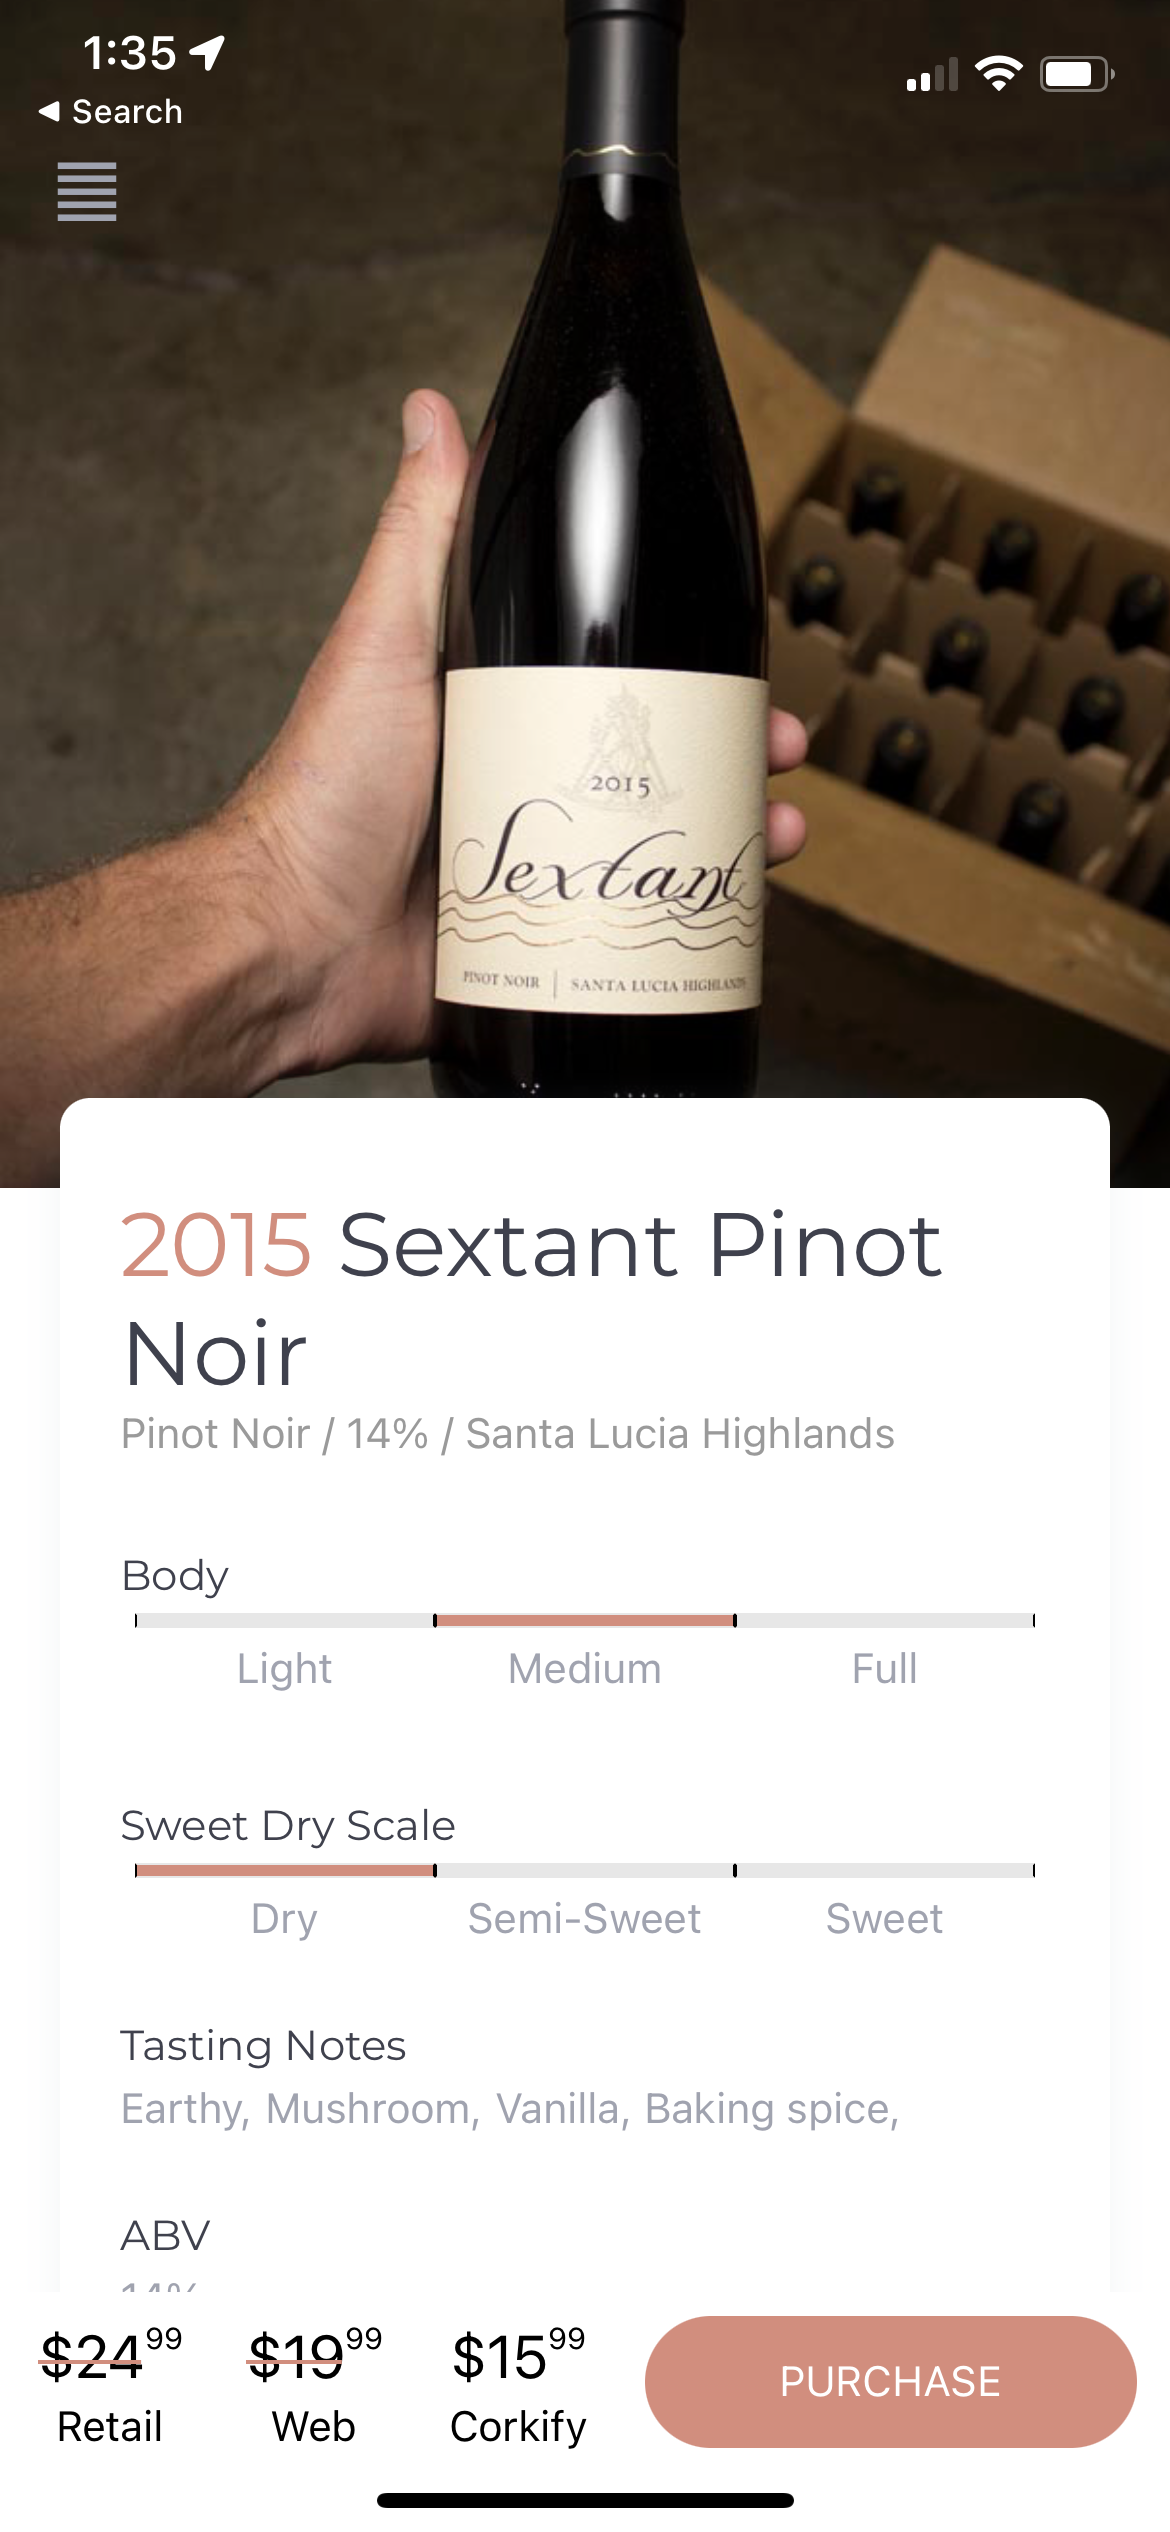 1:35
Search
2015
Sextant
PINOT NOIR | SANTA LUCIA HIGHLANDS
2015 Sextant Pinot
Noir
Pinot Noir / 14% / Santa Lucia Highlands
Body
Light Medium Full
Sweet Dry Scale
Dry Semi-Sweet Sweet
Tasting Notes
Earthy, Mushroom, Vanilla, Baking spice,
ABV
14%
$24.99 $19.99 $15.99 PURCHASE
Retail Web Corkify